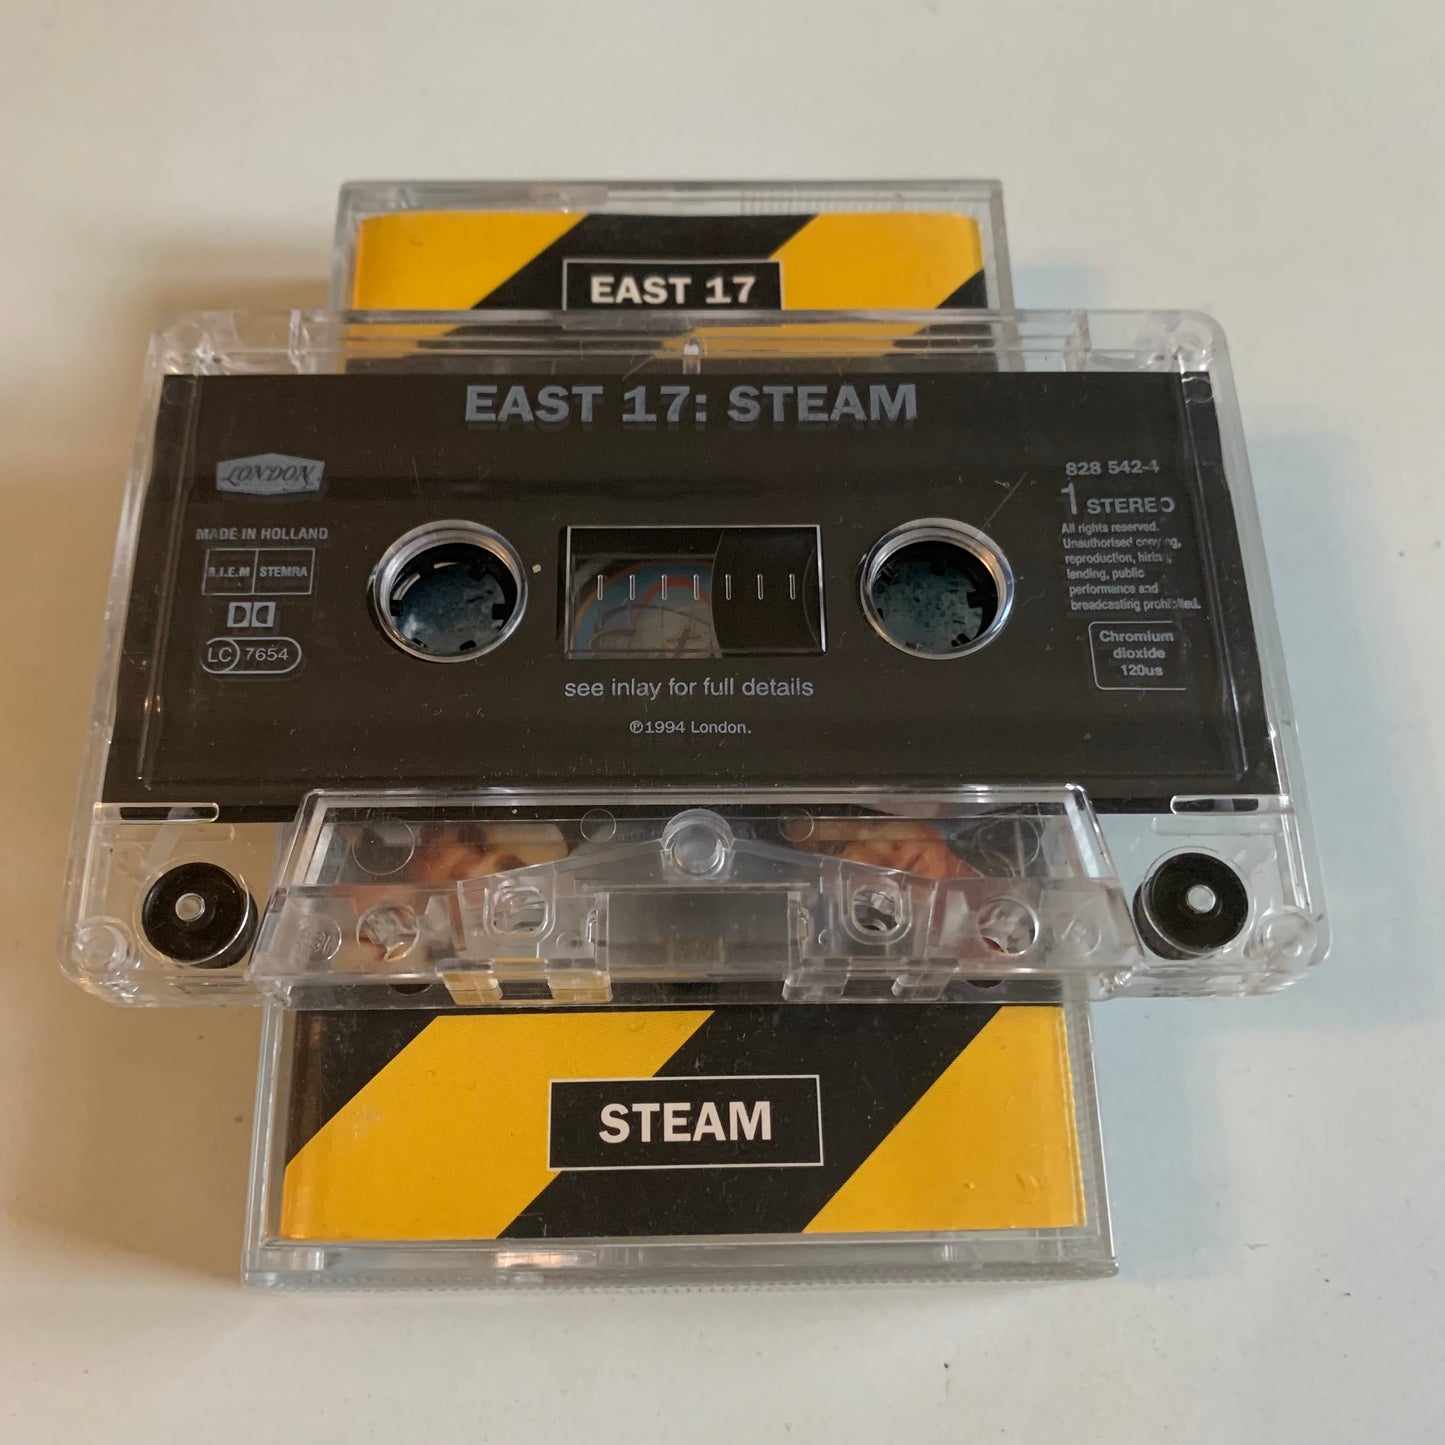 EAST 17
EAST 17: STEAM
LONDON
MADE IN HOLLAND
B.I.E.M STEMRA
LC 7654
828 542-4
1 STEREO
All rights reserved.
Unauthorised copying,
reproduction, hiring,
lending, public
performance and
broadcasting prohibited.
Chromium
dioxide
120us
see inlay for full details
℗1994 London.
STEAM